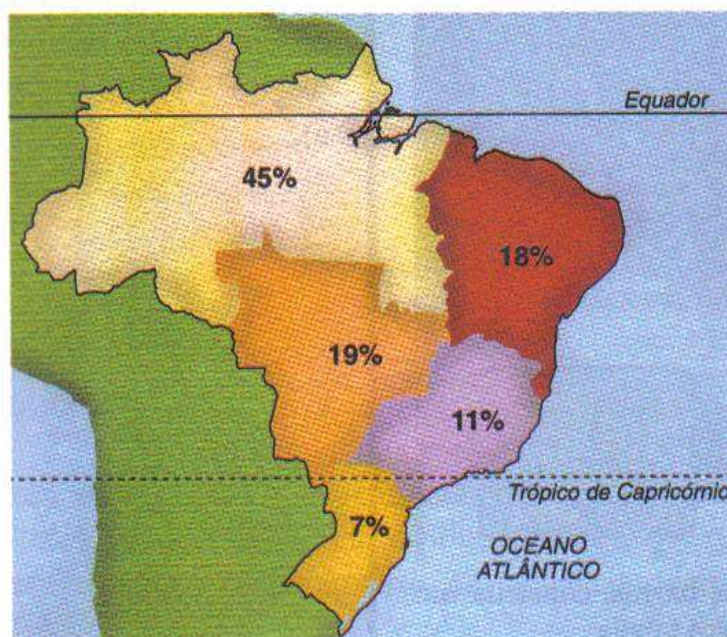 Equador
45%
18%
19%
11%
Trópico de Capricórnio
7%
OCEANO
ATLÂNTICO